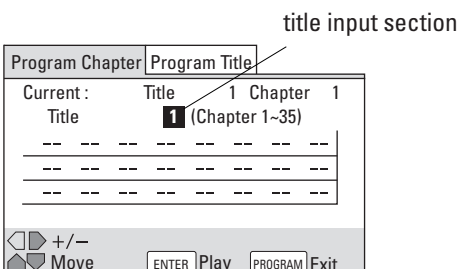 title input section
Program Chapter Program Title
Current : Title 1 Chapter 1
Title 1 (Chapter 1~35)
-- -- -- -- -- -- -- --
-- -- -- -- -- -- -- --
-- -- -- -- -- -- -- --
+/–
Move ENTER Play PROGRAM Exit